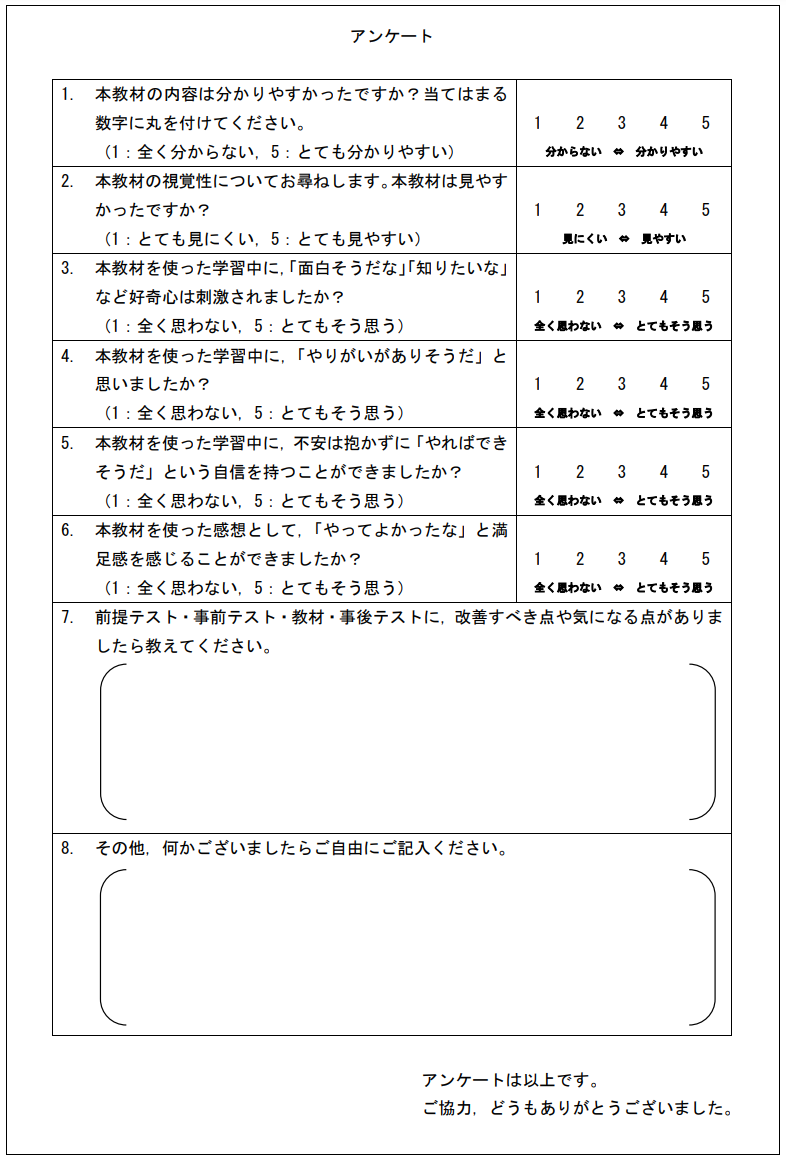 アンケート
1. 本教材の内容は分かりやすかったですか？当てはまる
数字に丸を付けてください。
（1：全く分からない，5：とても分かりやすい）
1 2 3 4 5
分からない ⇔ 分かりやすい
2. 本教材の視覚性についてお尋ねします。本教材は見やす
かったですか？
（1：とても見にくい，5：とても見やすい）
1 2 3 4 5
見にくい ⇔ 見やすい
3. 本教材を使った学習中に，「面白そうだな」「知りたいな」
など好奇心は刺激されましたか？
（1：全く思わない，5：とてもそう思う）
1 2 3 4 5
全く思わない ⇔ とてもそう思う
4. 本教材を使った学習中に，「やりがいがありそうだ」と
思いましたか？
（1：全く思わない，5：とてもそう思う）
1 2 3 4 5
全く思わない ⇔ とてもそう思う
5. 本教材を使った学習中に，不安は抱かずに「やればでき
そうだ」という自信を持つことができましたか？
（1：全く思わない，5：とてもそう思う）
1 2 3 4 5
全く思わない ⇔ とてもそう思う
6. 本教材を使った感想として，「やってよかったな」と満
足感を感じることができましたか？
（1：全く思わない，5：とてもそう思う）
1 2 3 4 5
全く思わない ⇔ とてもそう思う
7. 前提テスト・事前テスト・教材・事後テストに，改善すべき点や気になる点がありま
したら教えてください。
8. その他，何かございましたらご自由にご記入ください。
アンケートは以上です。
ご協力，どうもありがとうございました。